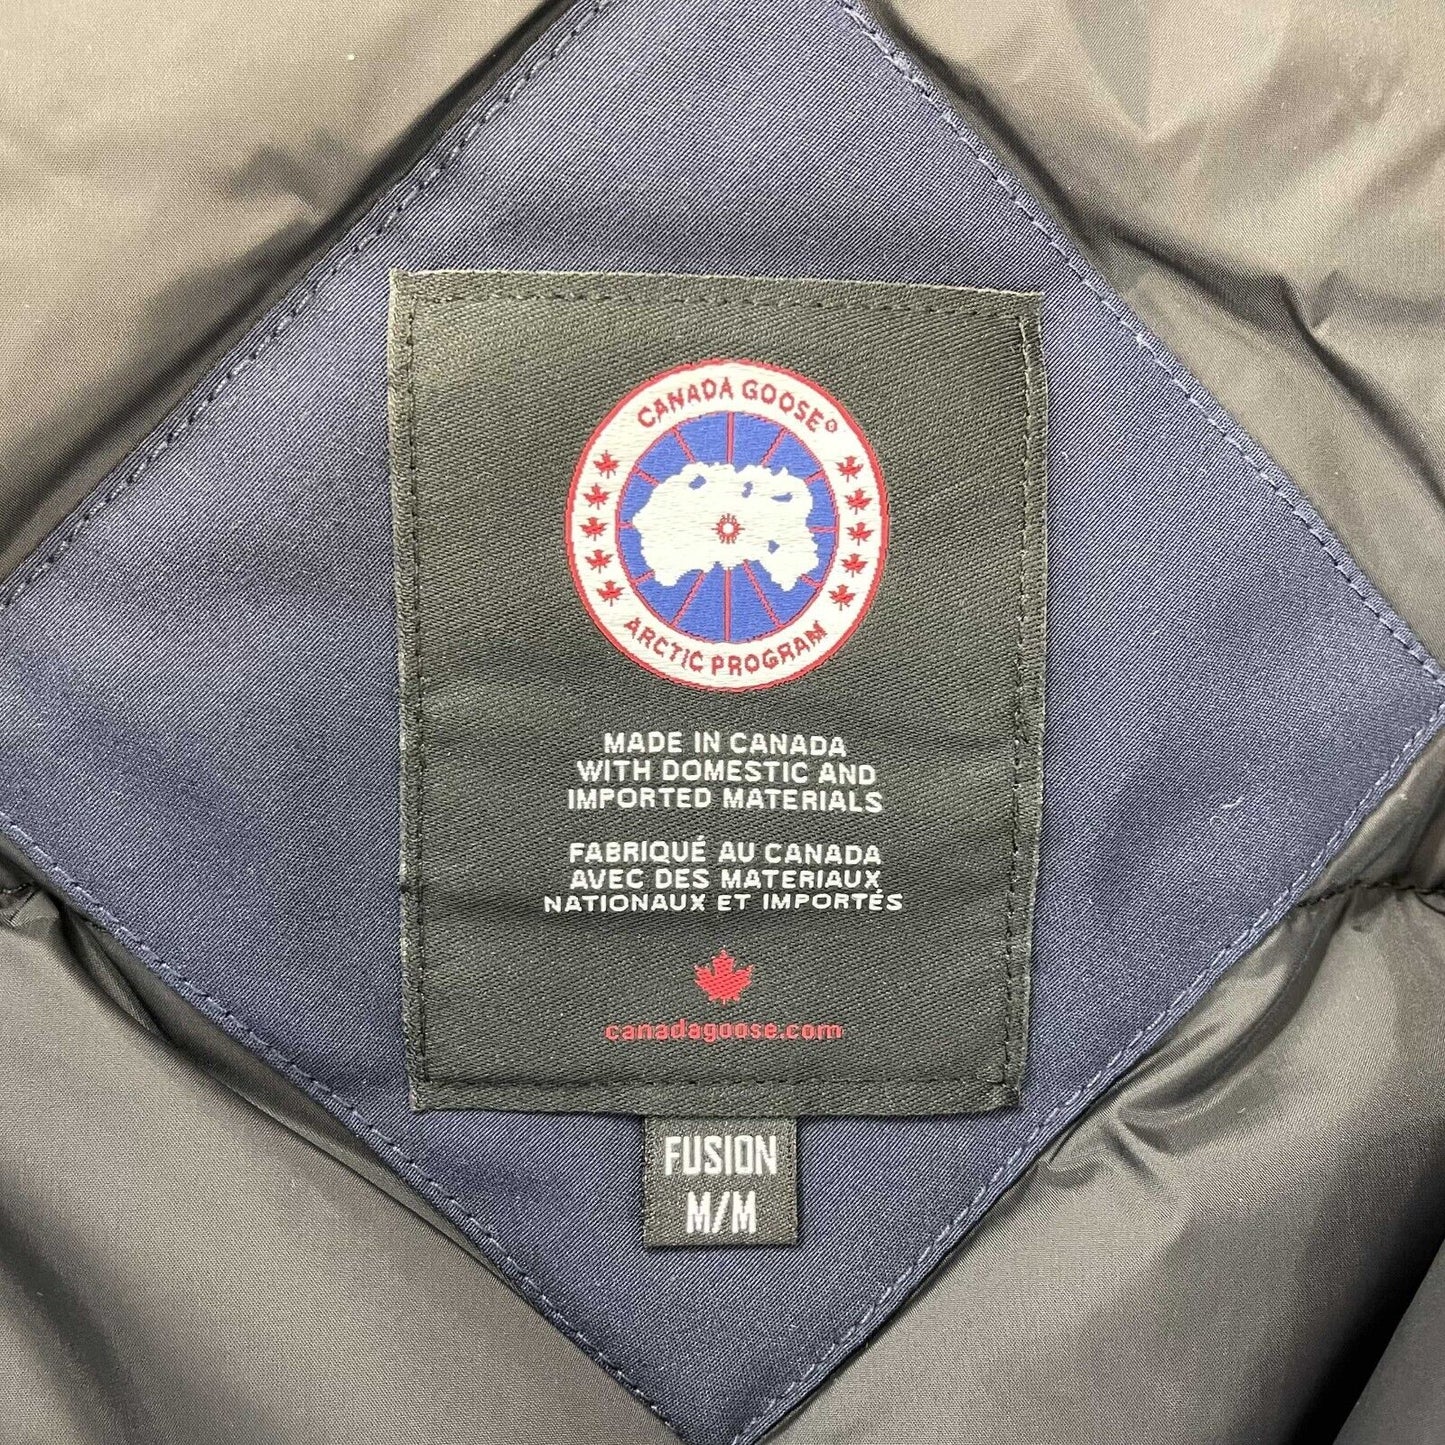 CANADA GOOSE®
ARCTIC PROGRAM
MADE IN CANADA
WITH DOMESTIC AND
IMPORTED MATERIALS
FABRIQUÉ AU CANADA
AVEC DES MATERIAUX
NATIONAUX ET IMPORTÉS
canadagoose.com
FUSION
M/M